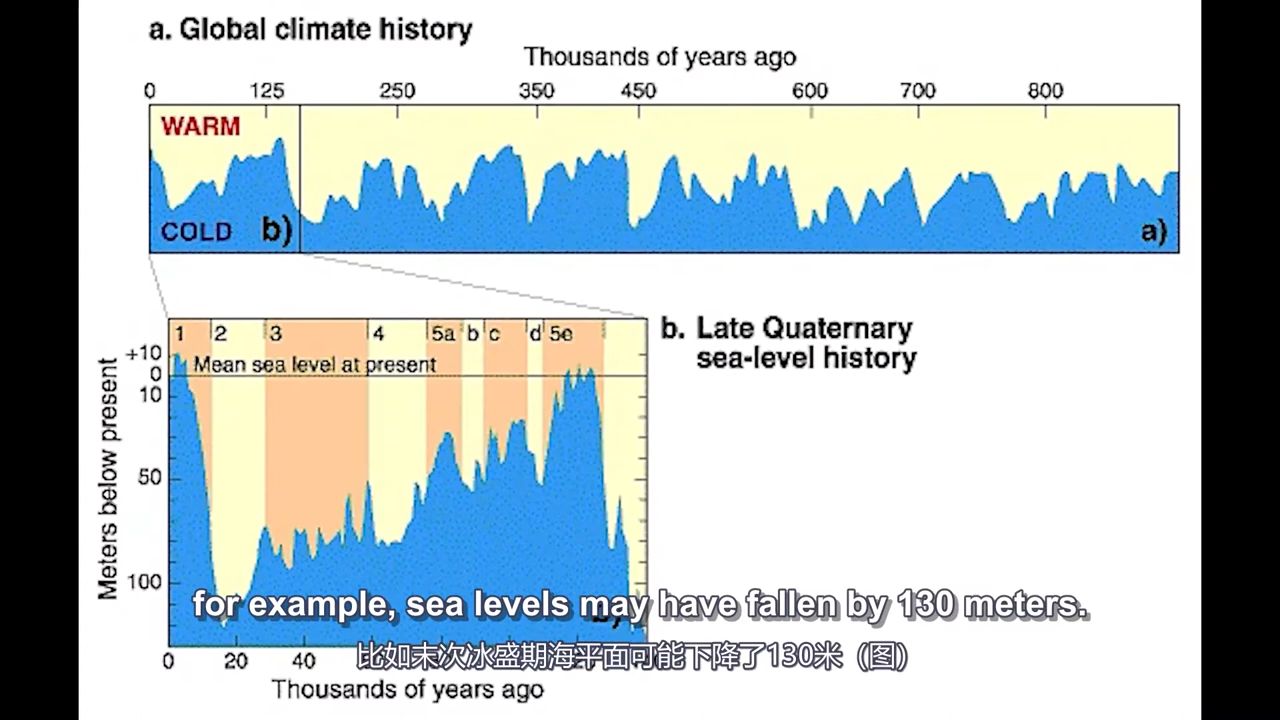 a. Global climate history
Thousands of years ago
0 125 250 350 450 600 700 800
WARM
COLD b) a)
1 2 3 4 5a b c d 5e
b. Late Quaternary
sea-level history
Mean sea level at present
+10
0
10
50
100
Meters below present
for example, sea levels may have fallen by 130 meters.
比如末次冰盛期海平面可能下降了130米（图）
0 20 40
Thousands of years ago